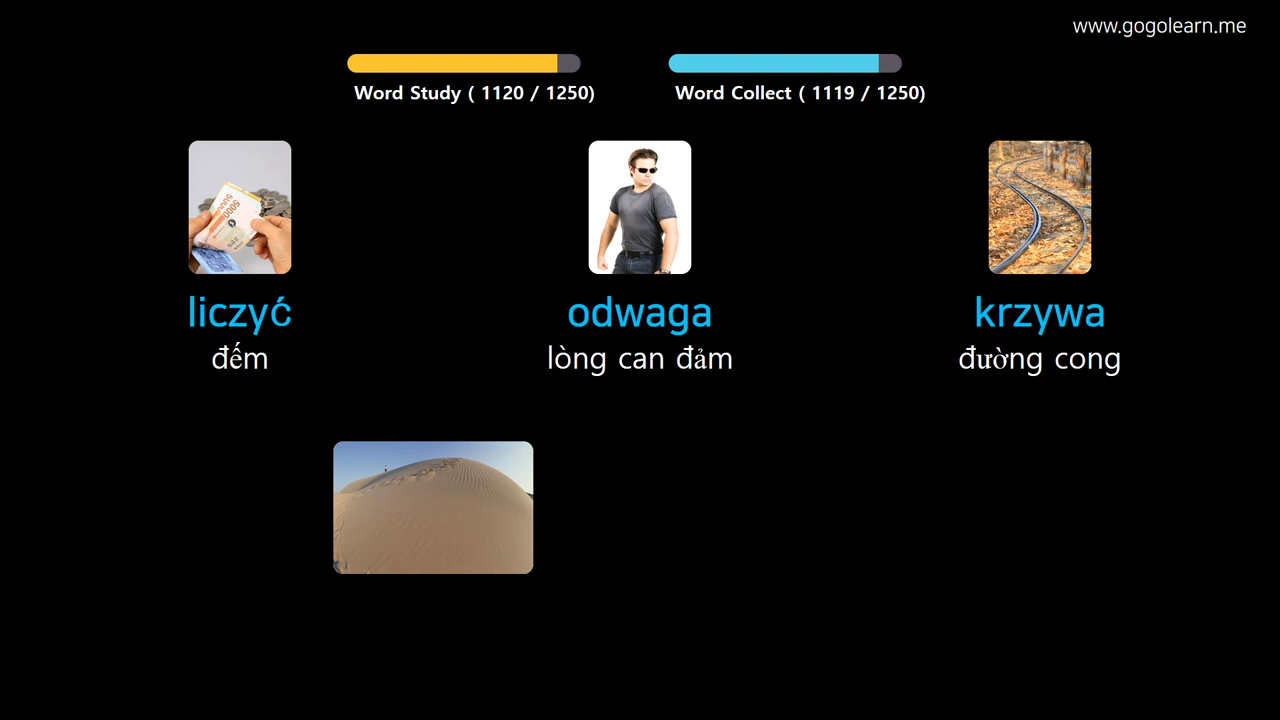 www.gogolearn.me
Word Study ( 1120 / 1250)
Word Collect ( 1119 / 1250)
liczyć
đếm
odwaga
lòng can đảm
krzywa
đường cong